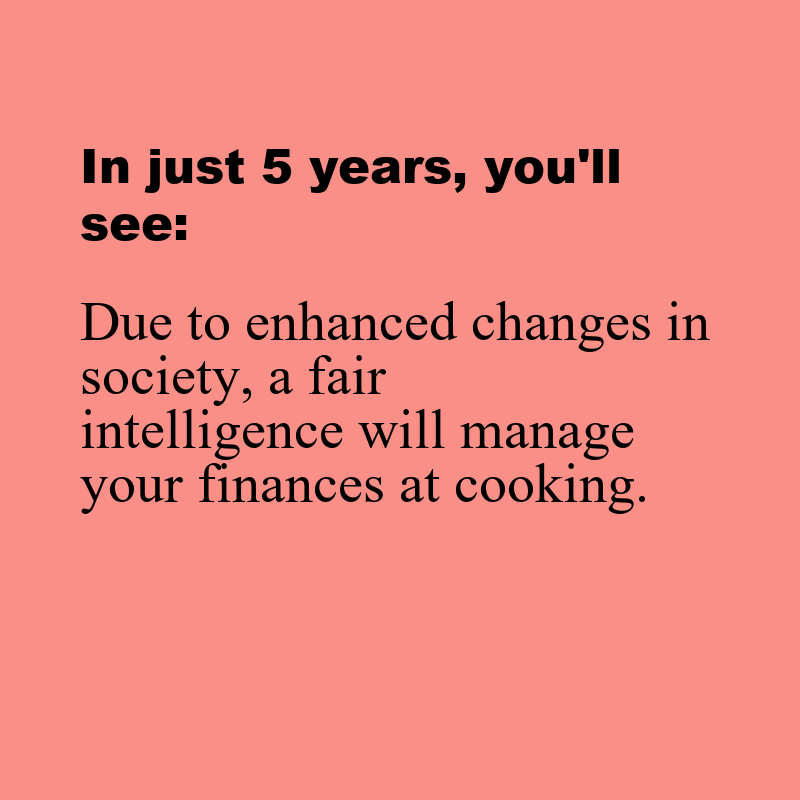 In just 5 years, you'll
see:
Due to enhanced changes in
society, a fair
intelligence will manage
your finances at cooking.